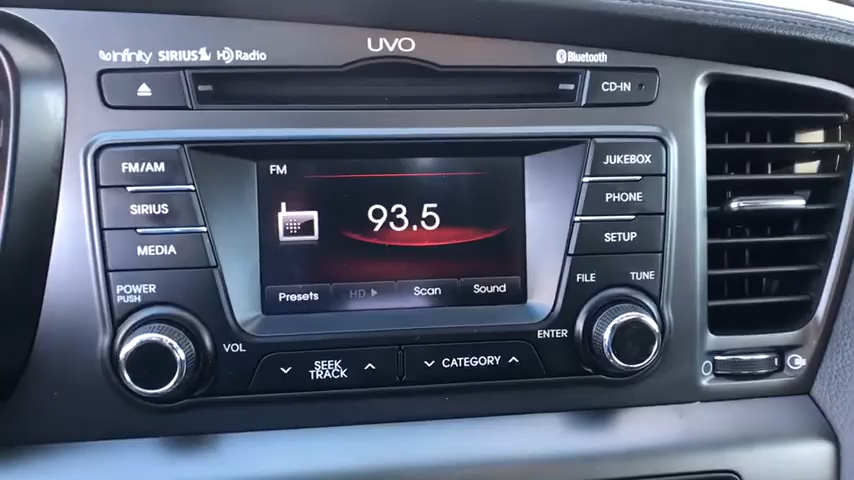 UVO
Infinity SIRIUS HD Radio
Bluetooth
CD-IN
FM/AM
SIRIUS
MEDIA
POWER
PUSH
VOL
FM
93.5
Presets HD Scan Sound
JUKEBOX
PHONE
SETUP
FILE TUNE
ENTER
SEEK
TRACK
CATEGORY